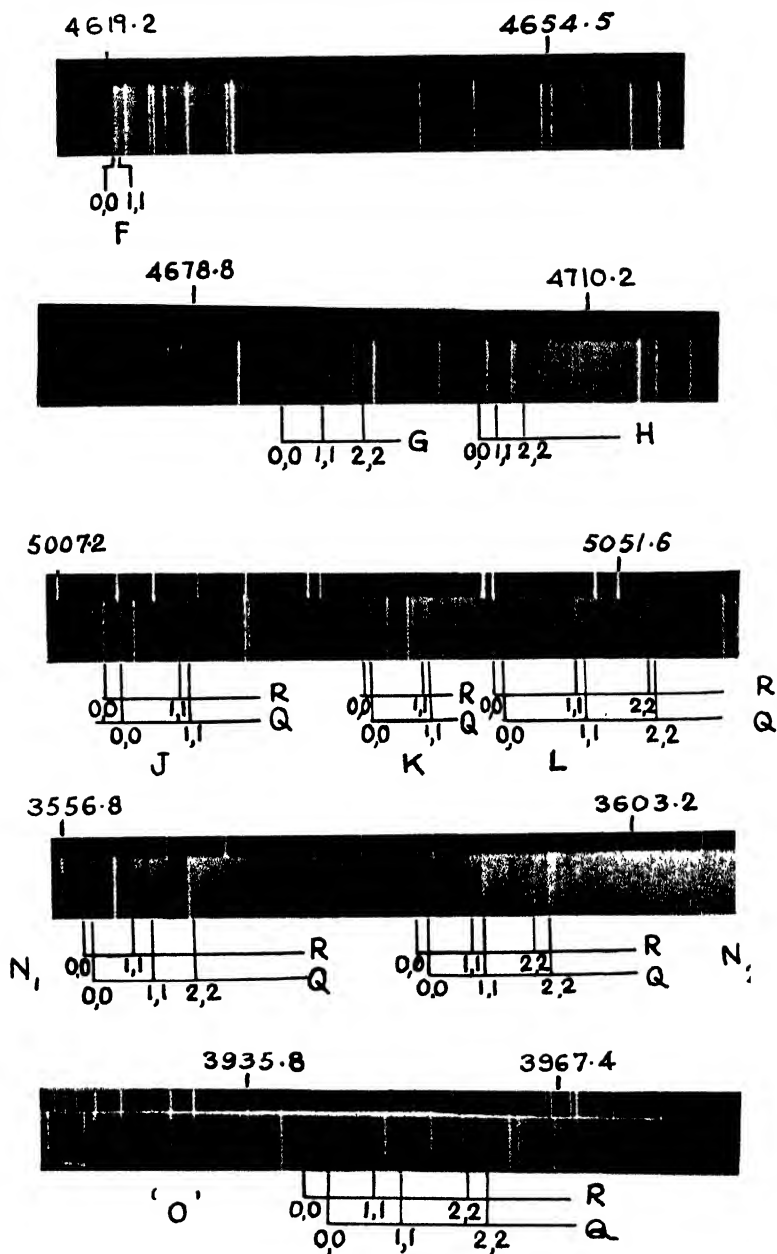 4619.2 4654.5
0,0 1,1
F
4678.8 4710.2
0,0 1,1 2,2 G 0,0 1,1 2,2 H
5007.2 5051.6
0,0 1,1 R 0,0 1,1 R 0,0 1,1 2,2 R
0,0 1,1 Q 0,0 1,1 Q 0,0 1,1 2,2 Q
J K L
3556.8 3603.2
N₁ 0,0 1,1 R 0,0 1,1 2,2 R N₂
0,0 1,1 2,2 Q 0,0 1,1 2,2 Q
3935.8 3967.4
'O' 0,0 1,1 2,2 R
0,0 1,1 2,2 Q